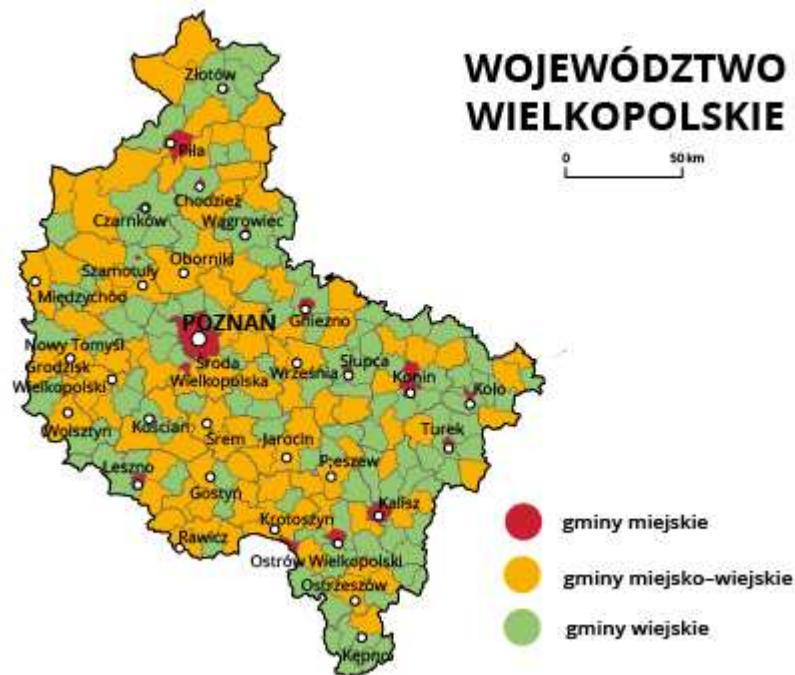 WOJEWÓDZTWO
WIELKOPOLSKIE
0 50 km
Złotów
Piła
Chodzież
Czarnków
Wągrowiec
Oborniki
Szamotuły
Międzychód
POZNAŃ
Gniezno
Nowy Tomyśl
Środa
Wielkopolska
Września
Słupca
Konin
Koło
Grodzisk
Wielkopolski
Wolsztyn
Kościan
Śrem
Jarocin
Turek
Leszno
Pleszew
Gostyń
Kalisz
Krotoszyn
Rawicz
Ostrów Wielkopolski
Ostrzeszów
Kępno
gminy miejskie
gminy miejsko–wiejskie
gminy wiejskie